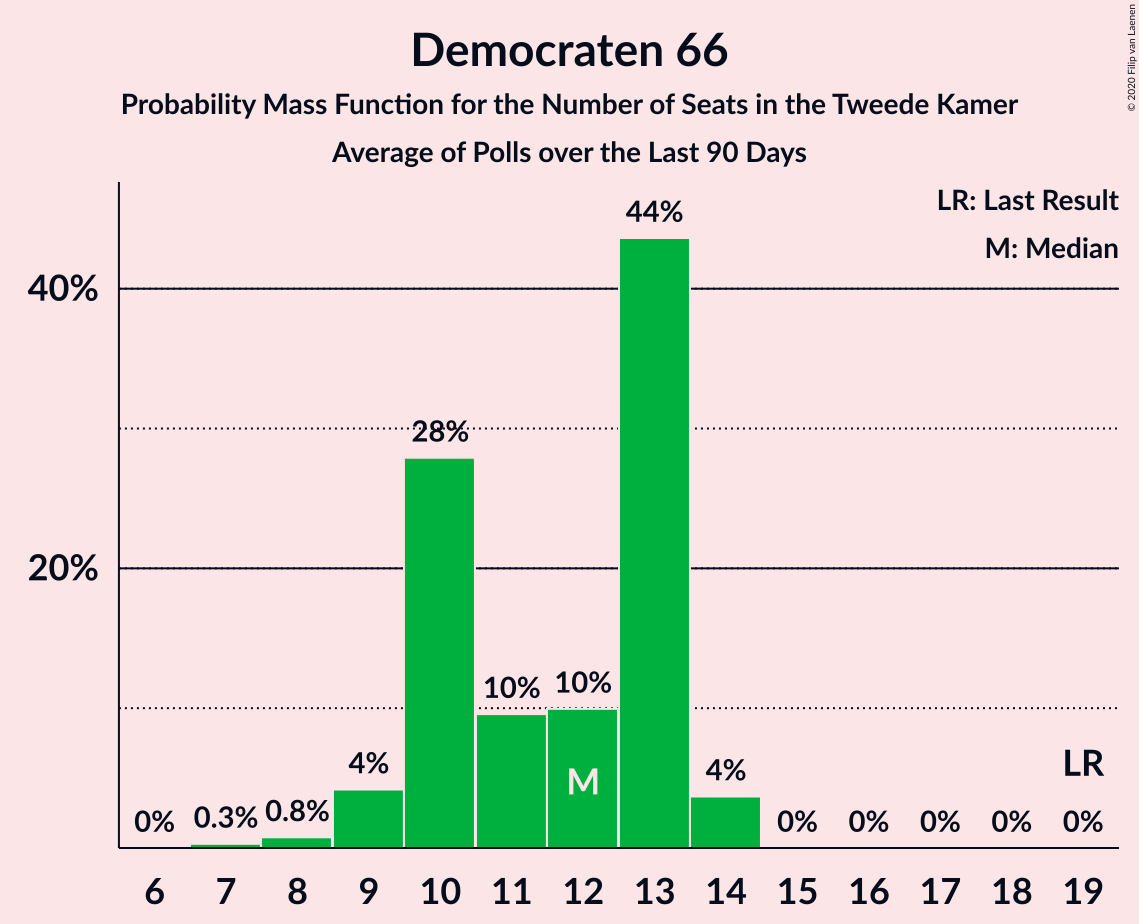 Democraten 66
Probability Mass Function for the Number of Seats in the Tweede Kamer
Average of Polls over the Last 90 Days
© 2020 Filip van Laenen
LR: Last Result
M: Median
40%
20%
0%
0.3%
0.8%
4%
28%
10%
10%
44%
4%
0%
0%
0%
0%
0%
M
LR
6 7 8 9 10 11 12 13 14 15 16 17 18 19